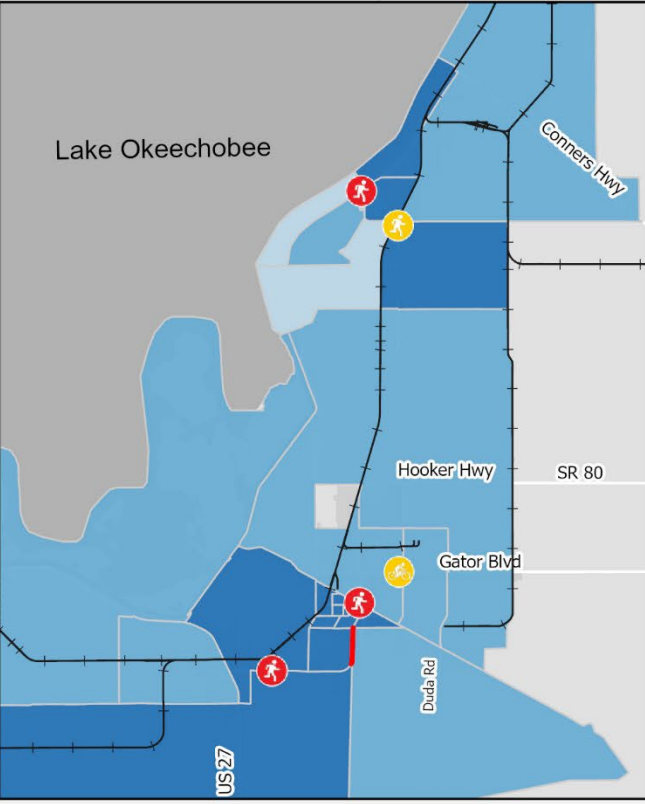 Conners Hwy
Lake Okeechobee
Hooker Hwy
SR 80
Gator Blvd
Duda Rd
US 27